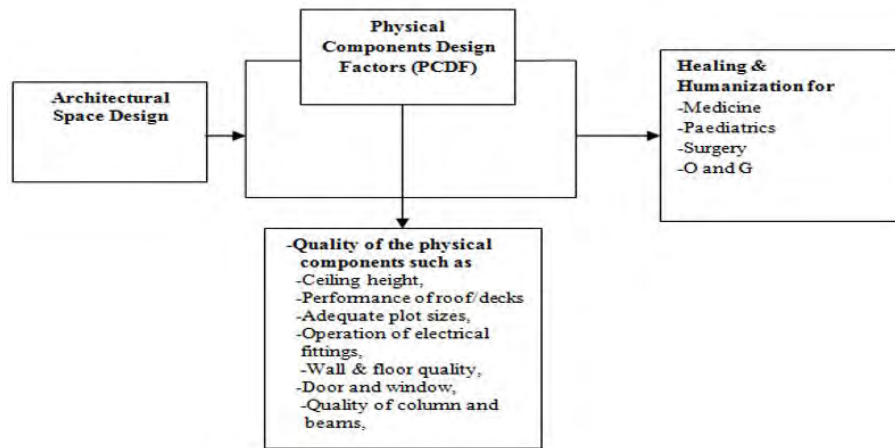 Physical
Components Design
Factors (PCDF)
Architectural
Space Design
Healing &
Humanization for
-Medicine
-Paediatrics
-Surgery
-O and G
-Quality of the physical
components such as
-Ceiling height,
-Performance of roof/decks
-Adequate plot sizes,
-Operation of electrical
fittings,
-Wall & floor quality,
-Door and window,
-Quality of column and
beams,